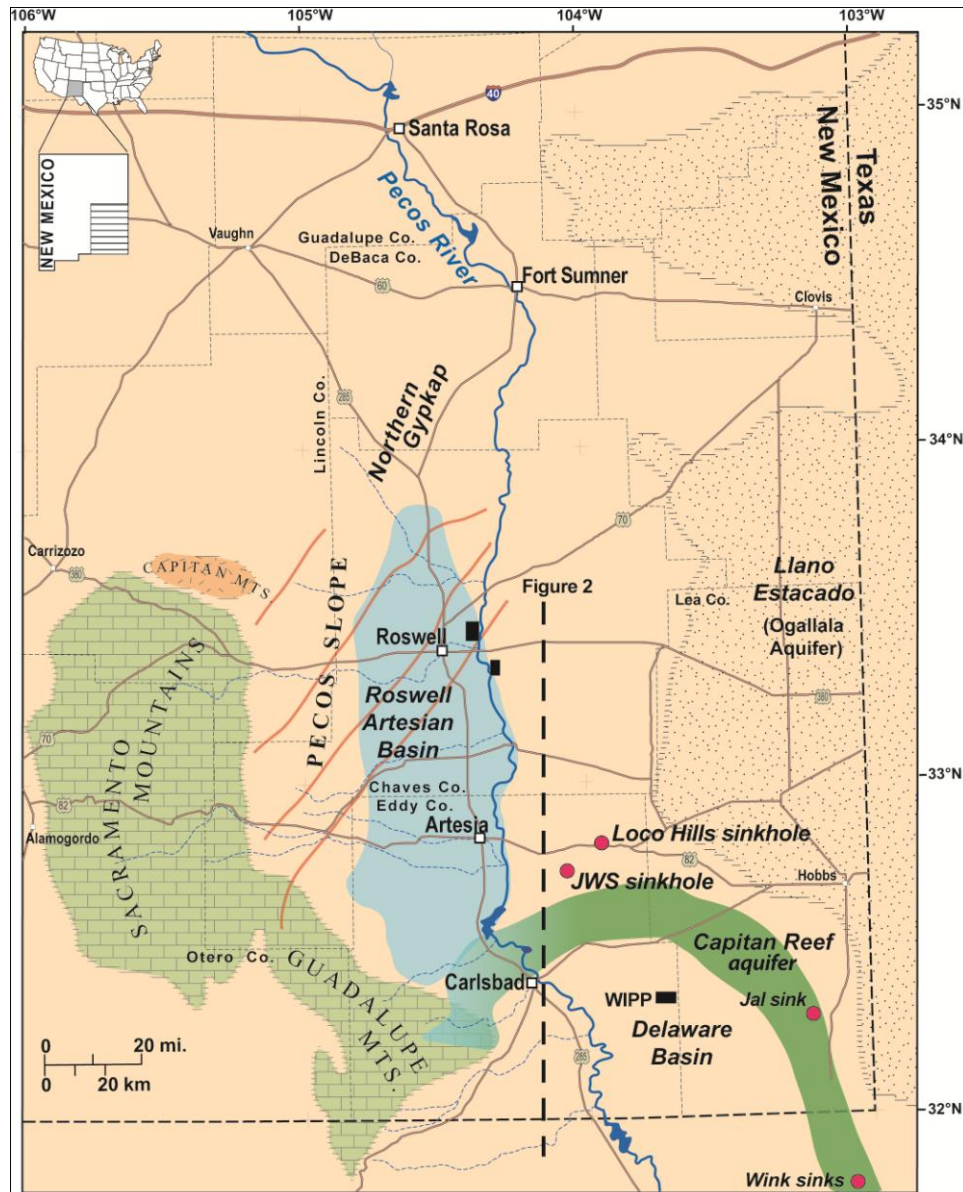 106°W
105°W
104°W
103°W
35°N
40
Santa Rosa
Pecos River
NEW MEXICO
Texas
New Mexico
Vaughn
Guadalupe Co.
DeBaca Co.
60
Fort Sumner
Clovis
Lincoln Co.
285
Northern
Gypkap
34°N
70
Carrizozo
380
CAPITAN MTS.
PECOS SLOPE
Figure 2
Lea Co.
Llano
Estacado
(Ogallala
Aquifer)
Roswell
380
SACRAMENTO
MOUNTAINS
Roswell
Artesian
Basin
70
33°N
Chaves Co.
Eddy Co.
82
Alamogordo
Artesia
Loco Hills sinkhole
82
JWS sinkhole
Hobbs
Otero Co.
GUADALUPE
MTS.
Capitan Reef
aquifer
Carlsbad
WIPP
Jal sink
Delaware
Basin
0 20 mi.
0 20 km
285
32°N
Wink sinks